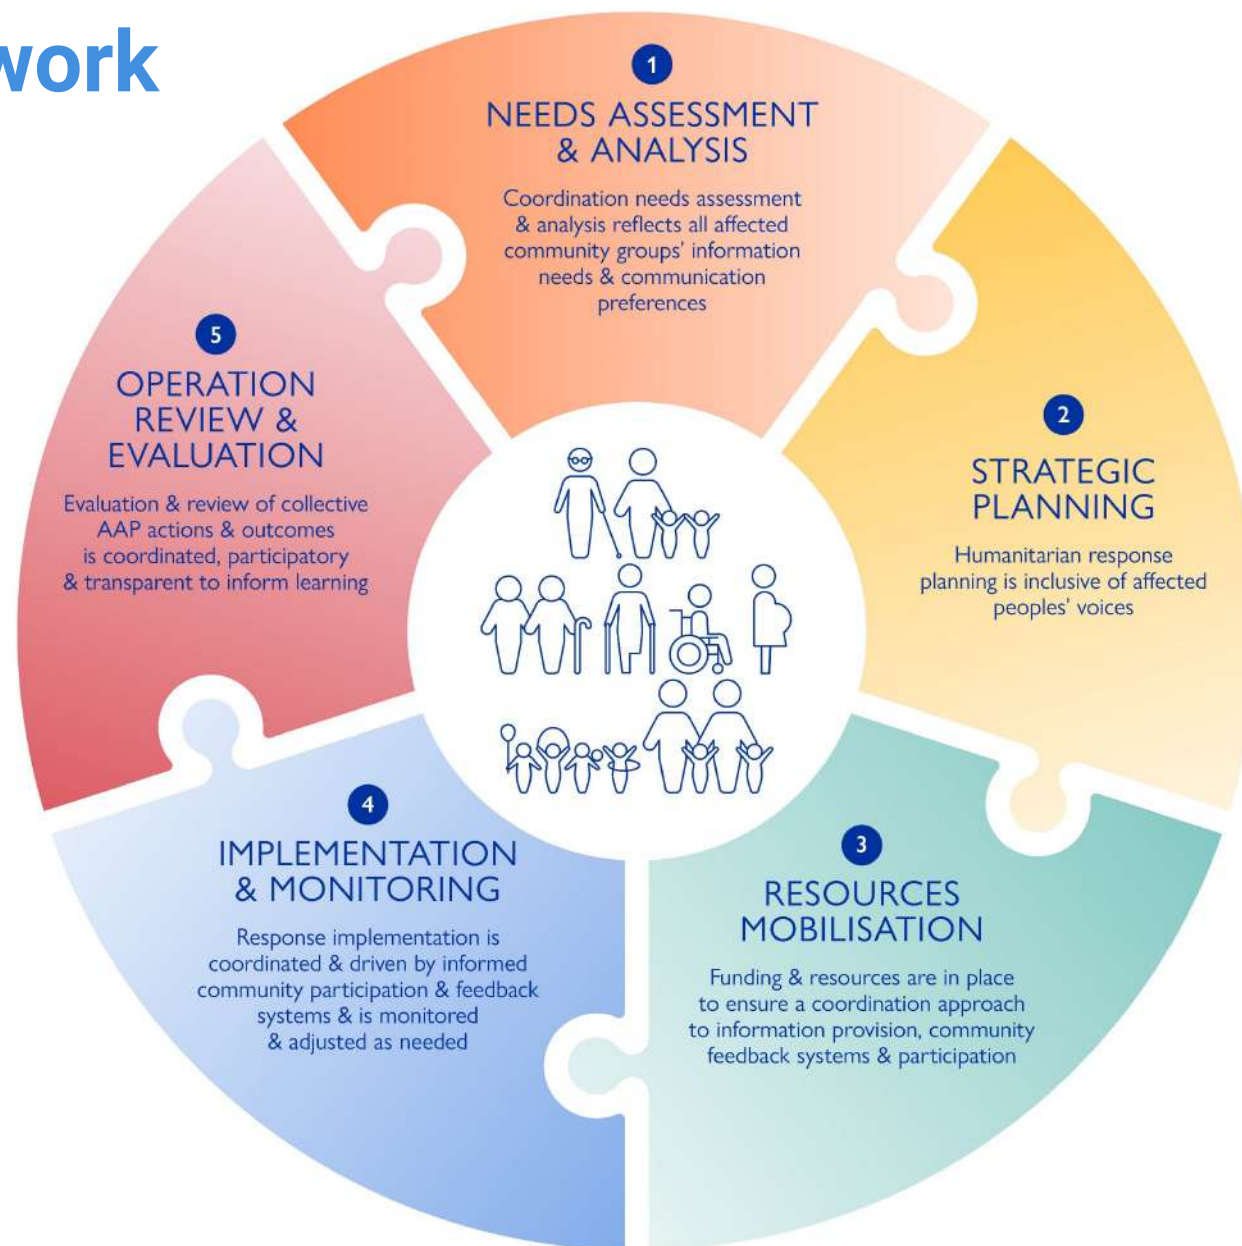 work
1
NEEDS ASSESSMENT
& ANALYSIS
Coordination needs assessment
& analysis reflects all affected
community groups' information
needs & communication
preferences
2
STRATEGIC
PLANNING
Humanitarian response
planning is inclusive of affected
peoples' voices
3
RESOURCES
MOBILISATION
Funding & resources are in place
to ensure a coordination approach
to information provision, community
feedback systems & participation
4
IMPLEMENTATION
& MONITORING
Response implementation is
coordinated & driven by informed
community participation & feedback
systems & is monitored
& adjusted as needed
5
OPERATION
REVIEW &
EVALUATION
Evaluation & review of collective
AAP actions & outcomes
is coordinated, participatory
& transparent to inform learning